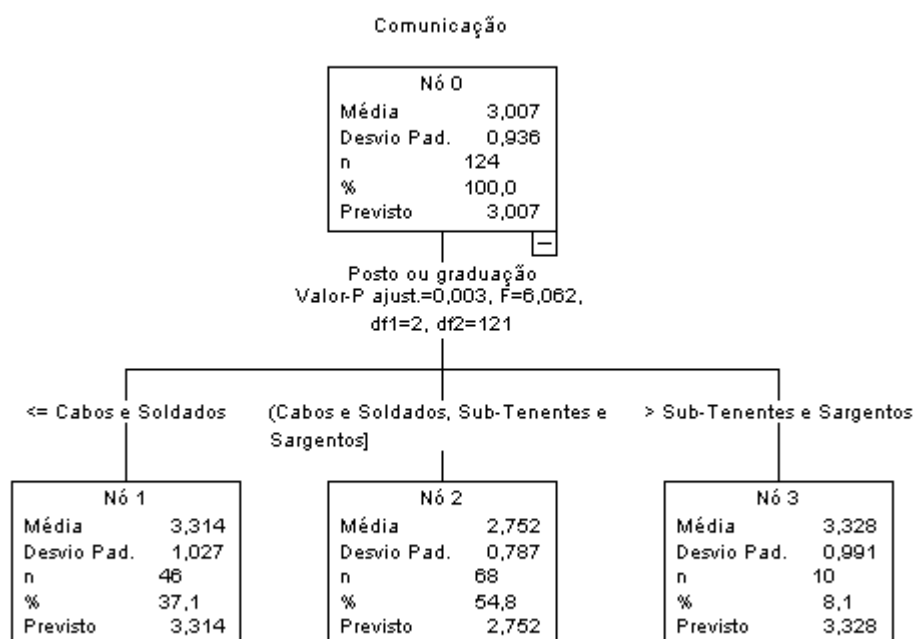 Comunicação
Nó 0
Média 3,007
Desvio Pad. 0,936
n 124
% 100,0
Previsto 3,007
Posto ou graduação
Valor-P ajust.=0,003, F=6,062,
df1=2, df2=121
<= Cabos e Soldados
(Cabos e Soldados, Sub-Tenentes e
Sargentos]
> Sub-Tenentes e Sargentos
Nó 1
Média 3,314
Desvio Pad. 1,027
n 46
% 37,1
Previsto 3,314
Nó 2
Média 2,752
Desvio Pad. 0,787
n 68
% 54,8
Previsto 2,752
Nó 3
Média 3,328
Desvio Pad. 0,991
n 10
% 8,1
Previsto 3,328